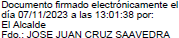 Documento firmado electrónicamente el
día 07/11/2023 a las 13:01:38 por:
El Alcalde
Fdo.: JOSE JUAN CRUZ SAAVEDRA